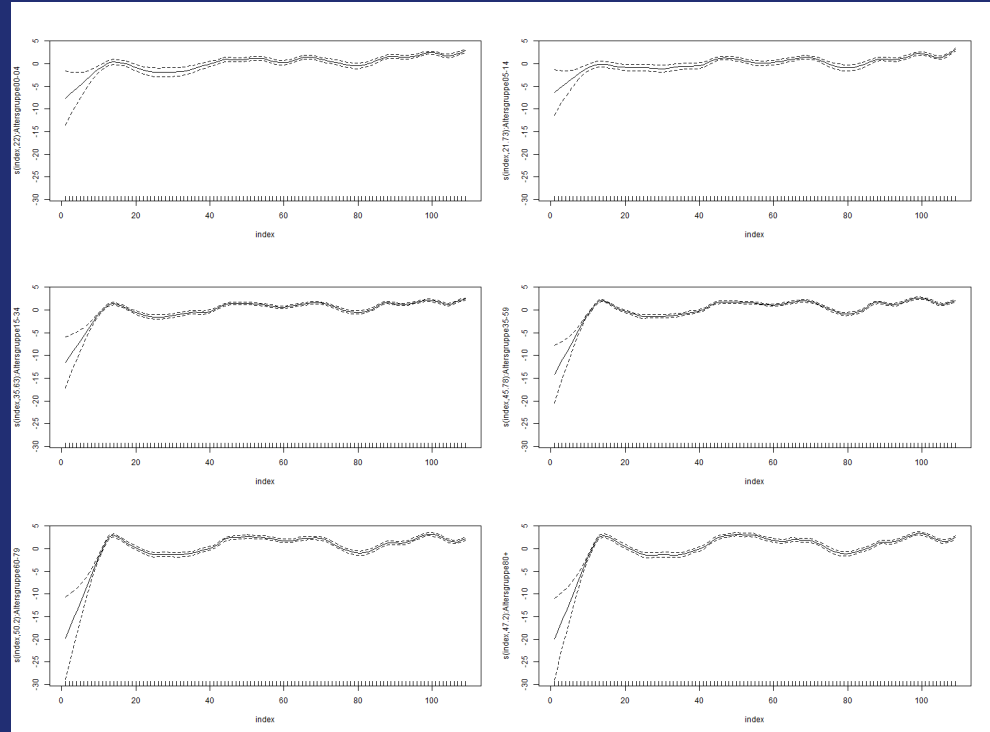 s(index,22):Altersgruppe00-04
5
0
-5
-10
-15
-20
-25
-30
0 20 40 60 80 100
index
s(index,21.73):Altersgruppe05-14
5
0
-5
-10
-15
-20
-25
-30
0 20 40 60 80 100
index
s(index,35.63):Altersgruppe15-34
5
0
-5
-10
-15
-20
-25
-30
0 20 40 60 80 100
index
s(index,45.78):Altersgruppe35-59
5
0
-5
-10
-15
-20
-25
-30
0 20 40 60 80 100
index
s(index,50.2):Altersgruppe60-79
5
0
-5
-10
-15
-20
-25
-30
0 20 40 60 80 100
index
s(index,47.2):Altersgruppe80+
5
0
-5
-10
-15
-20
-25
-30
0 20 40 60 80 100
index